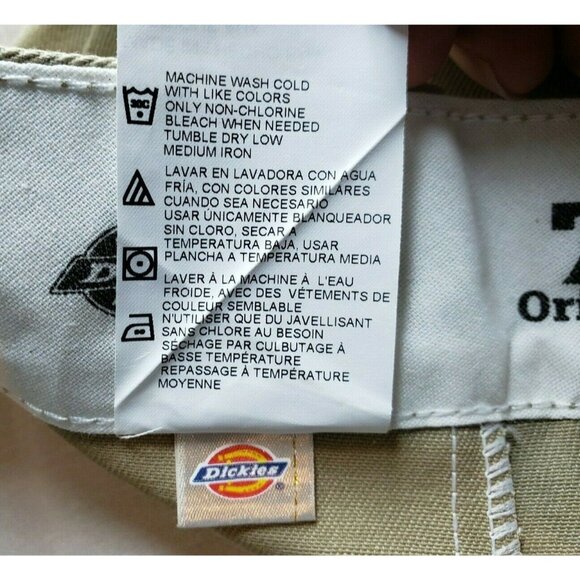 MACHINE WASH COLD
WITH LIKE COLORS
ONLY NON-CHLORINE
BLEACH WHEN NEEDED
TUMBLE DRY LOW
MEDIUM IRON
30C
LAVAR EN LAVADORA CON AGUA
FRÍA, CON COLORES SIMILARES
CUANDO SEA NECESARIO
USAR ÚNICAMENTE BLANQUEADOR
SIN CLORO, SECAR A
TEMPERATURA BAJA, USAR
PLANCHA A TEMPERATURA MEDIA
LAVER À LA MACHINE À L'EAU
FROIDE, AVEC DES VÉTEMENTS DE
COULEUR SEMBLABLE
N'UTILISER QUE DU JAVELLISANT
SANS CHLORE AU BESOIN
SÉCHAGE PAR CULBUTAGE À
BASSE TEMPÉRATURE
REPASSAGE À TEMPÉRATURE
MOYENNE
Dickies
7
Ori
Dickies
®